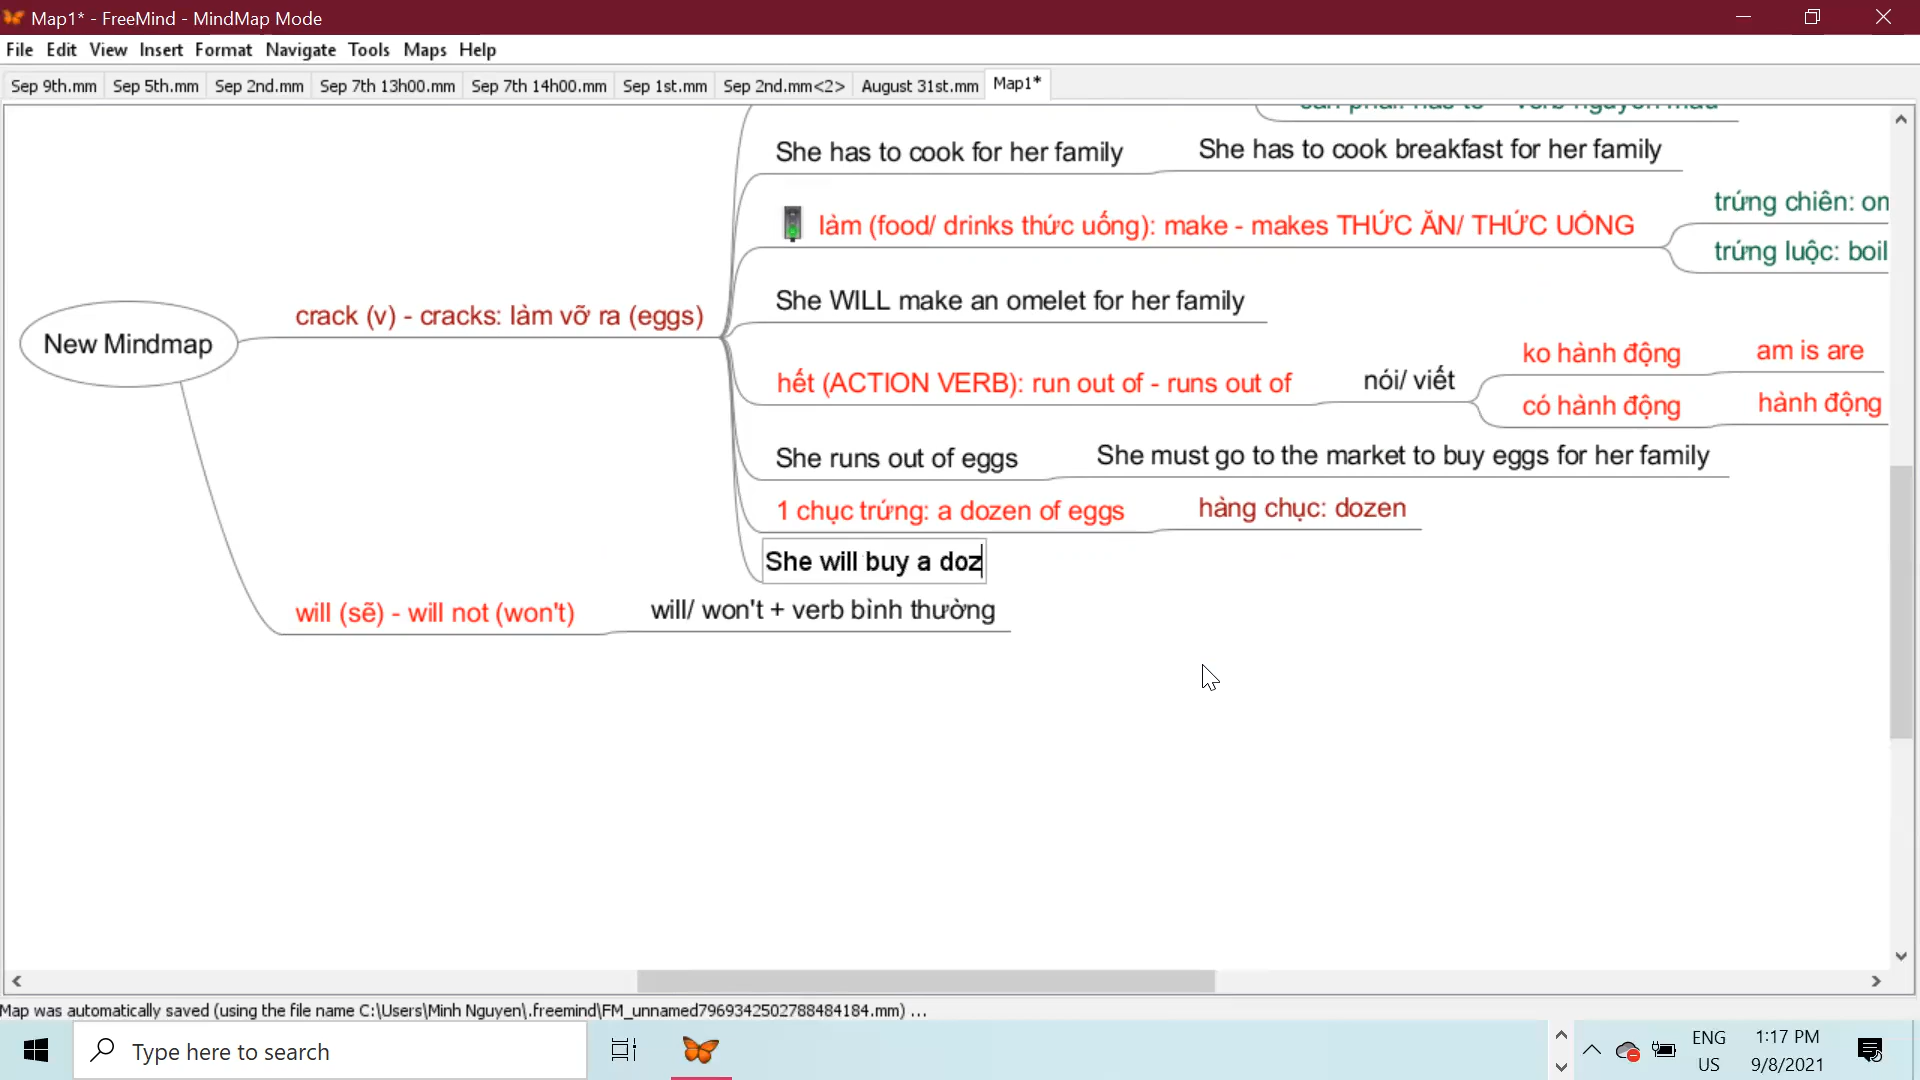 Map1* - FreeMind - MindMap Mode
File Edit View Insert Format Navigate Tools Maps Help
Sep 9th.mm Sep 5th.mm Sep 2nd.mm Sep 7th 13h00.mm Sep 7th 14h00.mm Sep 1st.mm Sep 2nd.mm<2> August 31st.mm Map1*
She has to cook for her family She has to cook breakfast for her family
trứng chiên: om
làm (food/ drinks thức uống): make - makes THỨC ĂN/ THỨC UỐNG
trứng luộc: boil
She WILL make an omelet for her family
crack (v) - cracks: làm vỡ ra (eggs)
New Mindmap
ko hành động am is are
hết (ACTION VERB): run out of - runs out of nói/ viết
có hành động hành động
She runs out of eggs She must go to the market to buy eggs for her family
1 chục trứng: a dozen of eggs hàng chục: dozen
She will buy a doz
will (sẽ) - will not (won't) will/ won't + verb bình thường
Map was automatically saved (using the file name C:\Users\Minh Nguyen\.freemind\FM_unnamed7969342502788484184.mm) ...
Type here to search
ENG
US
1:17 PM
9/8/2021